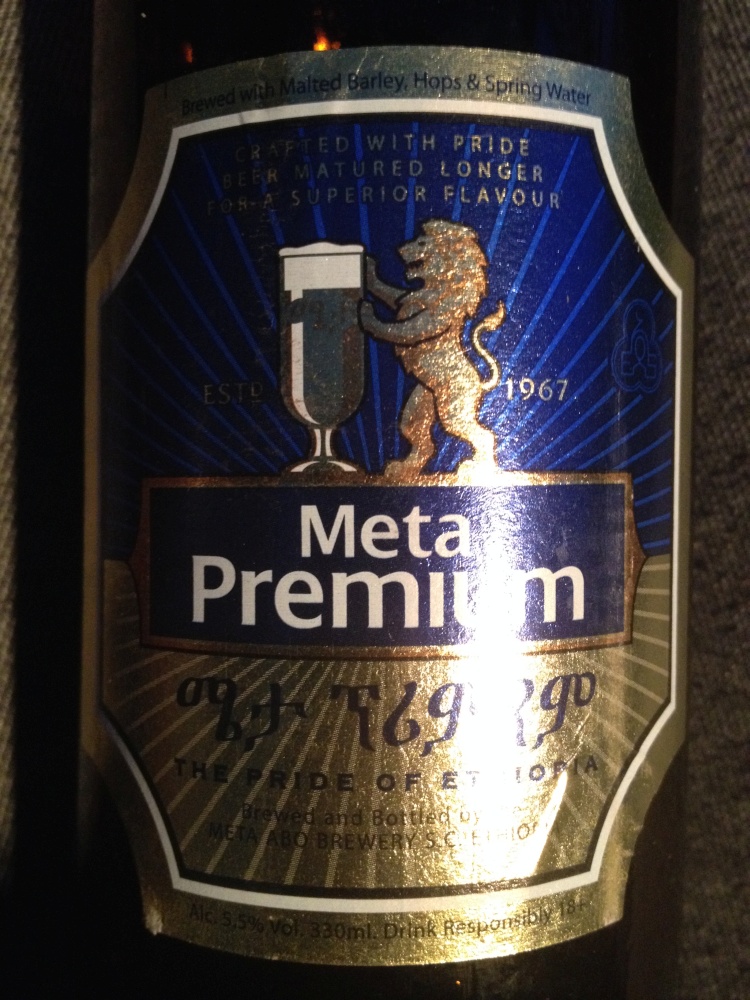 Brewed with Malted Barley, Hops & Spring Water
CRAFTED WITH PRIDE
BEER MATURED LONGER
FOR A SUPERIOR FLAVOUR
ESTD 1967
Meta
Premium
ሜታ ፕሪምየም
THE PRIDE OF ETHIOPIA
Brewed and Bottled by
META ABO BREWERY S.C. ETHIOPIA
Alc. 5,5% Vol. 330ml. Drink Responsibly 18+